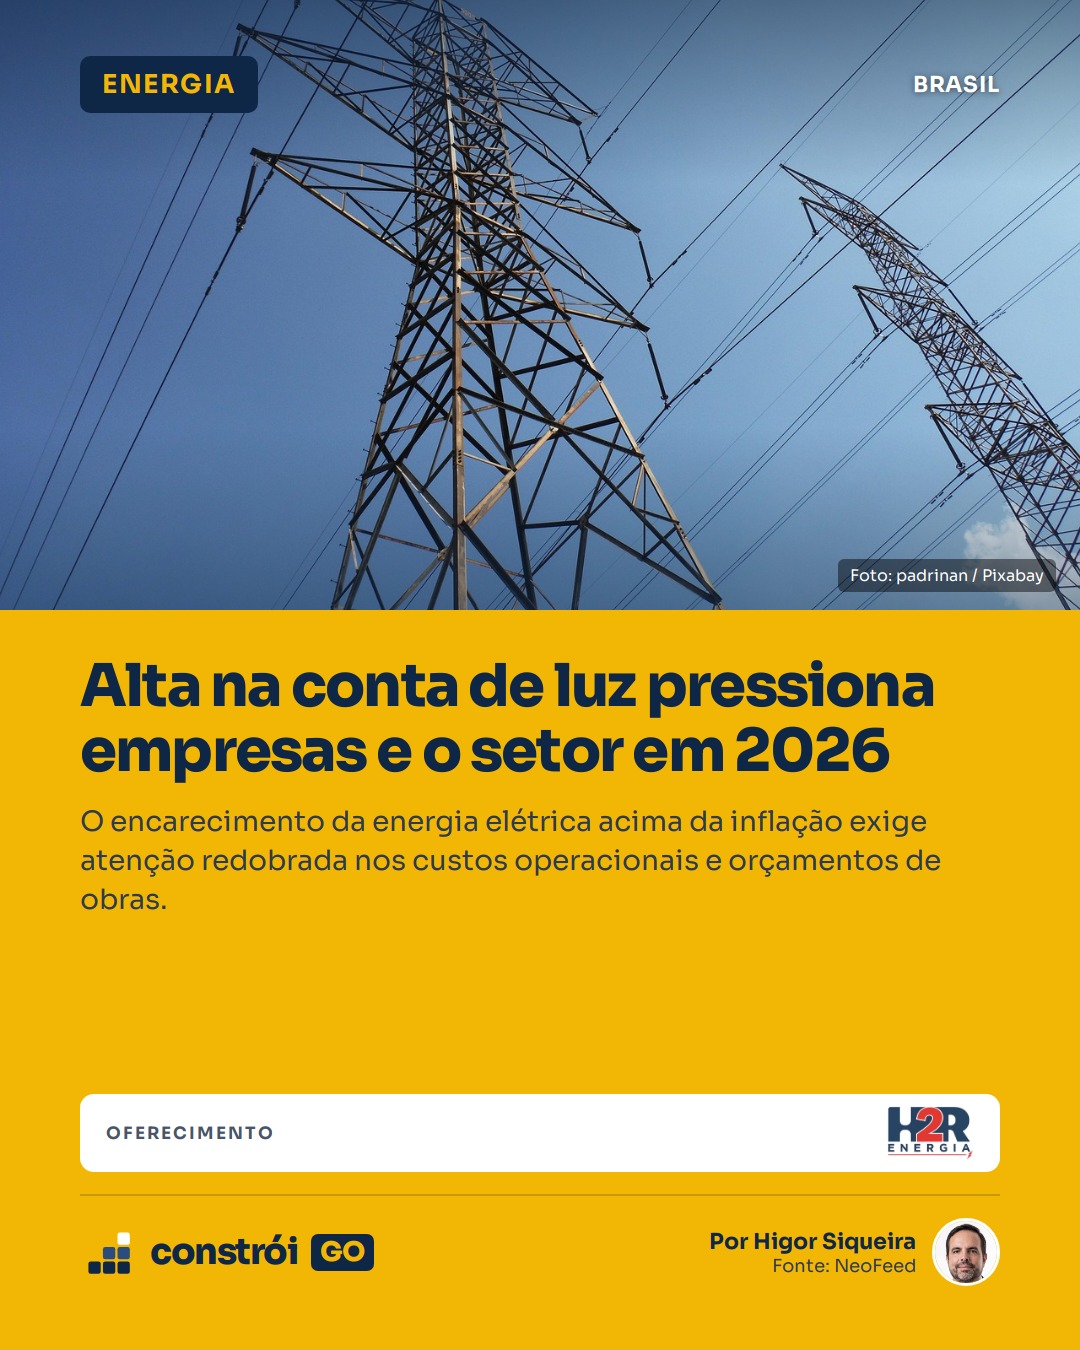 ENERGIA
BRASIL
Foto: padrinan / Pixabay
Alta na conta de luz pressiona
empresas e o setor em 2026
O encarecimento da energia elétrica acima da inflação exige
atenção redobrada nos custos operacionais e orçamentos de
obras.
OFERECIMENTO
H2R
ENERGIA
constrói GO
Por Higor Siqueira
Fonte: NeoFeed